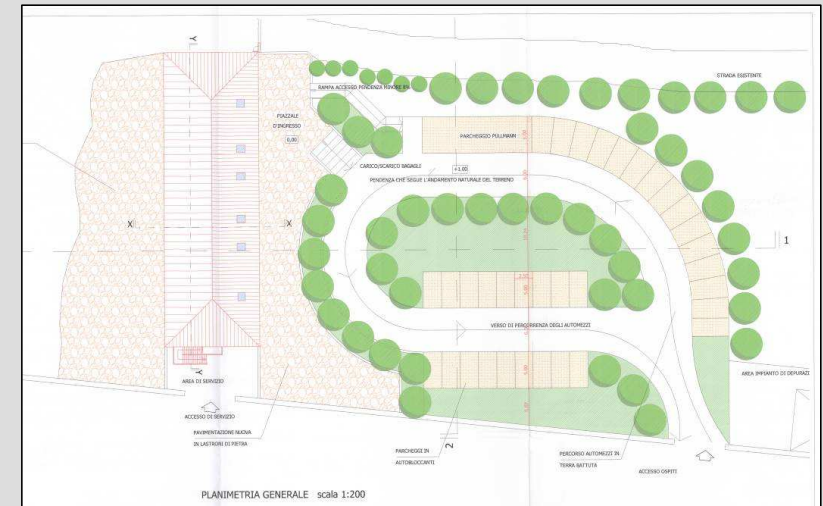 STRADA ESISTENTE
RAMPA ACCESSO PENDENZA MINORE 8%
PIAZZALE
D'INGRESSO
0,00
PARCHEGGIO PULLMANN
CARICO/SCARICO BAGAGLI
+1.00
PENDENZA CHE SEGUE L'ANDAMENTO NATURALE DEL TERRENO
Y
X
X
1
VERSO DI PERCORRENZA DEGLI AUTOMEZZI
Y
AREA DI SERVIZIO
AREA IMPIANTO DI DEPURAZI
ACCESSO DI SERVIZIO
PAVIMENTAZIONE NUOVA
IN LASTRONI DI PIETRA
2
PARCHEGGI IN
AUTOBLOCCANTI
PERCORSO AUTOMEZZI IN
TERRA BATTUTA
ACCESSO OSPITI
PLANIMETRIA GENERALE scala 1:200